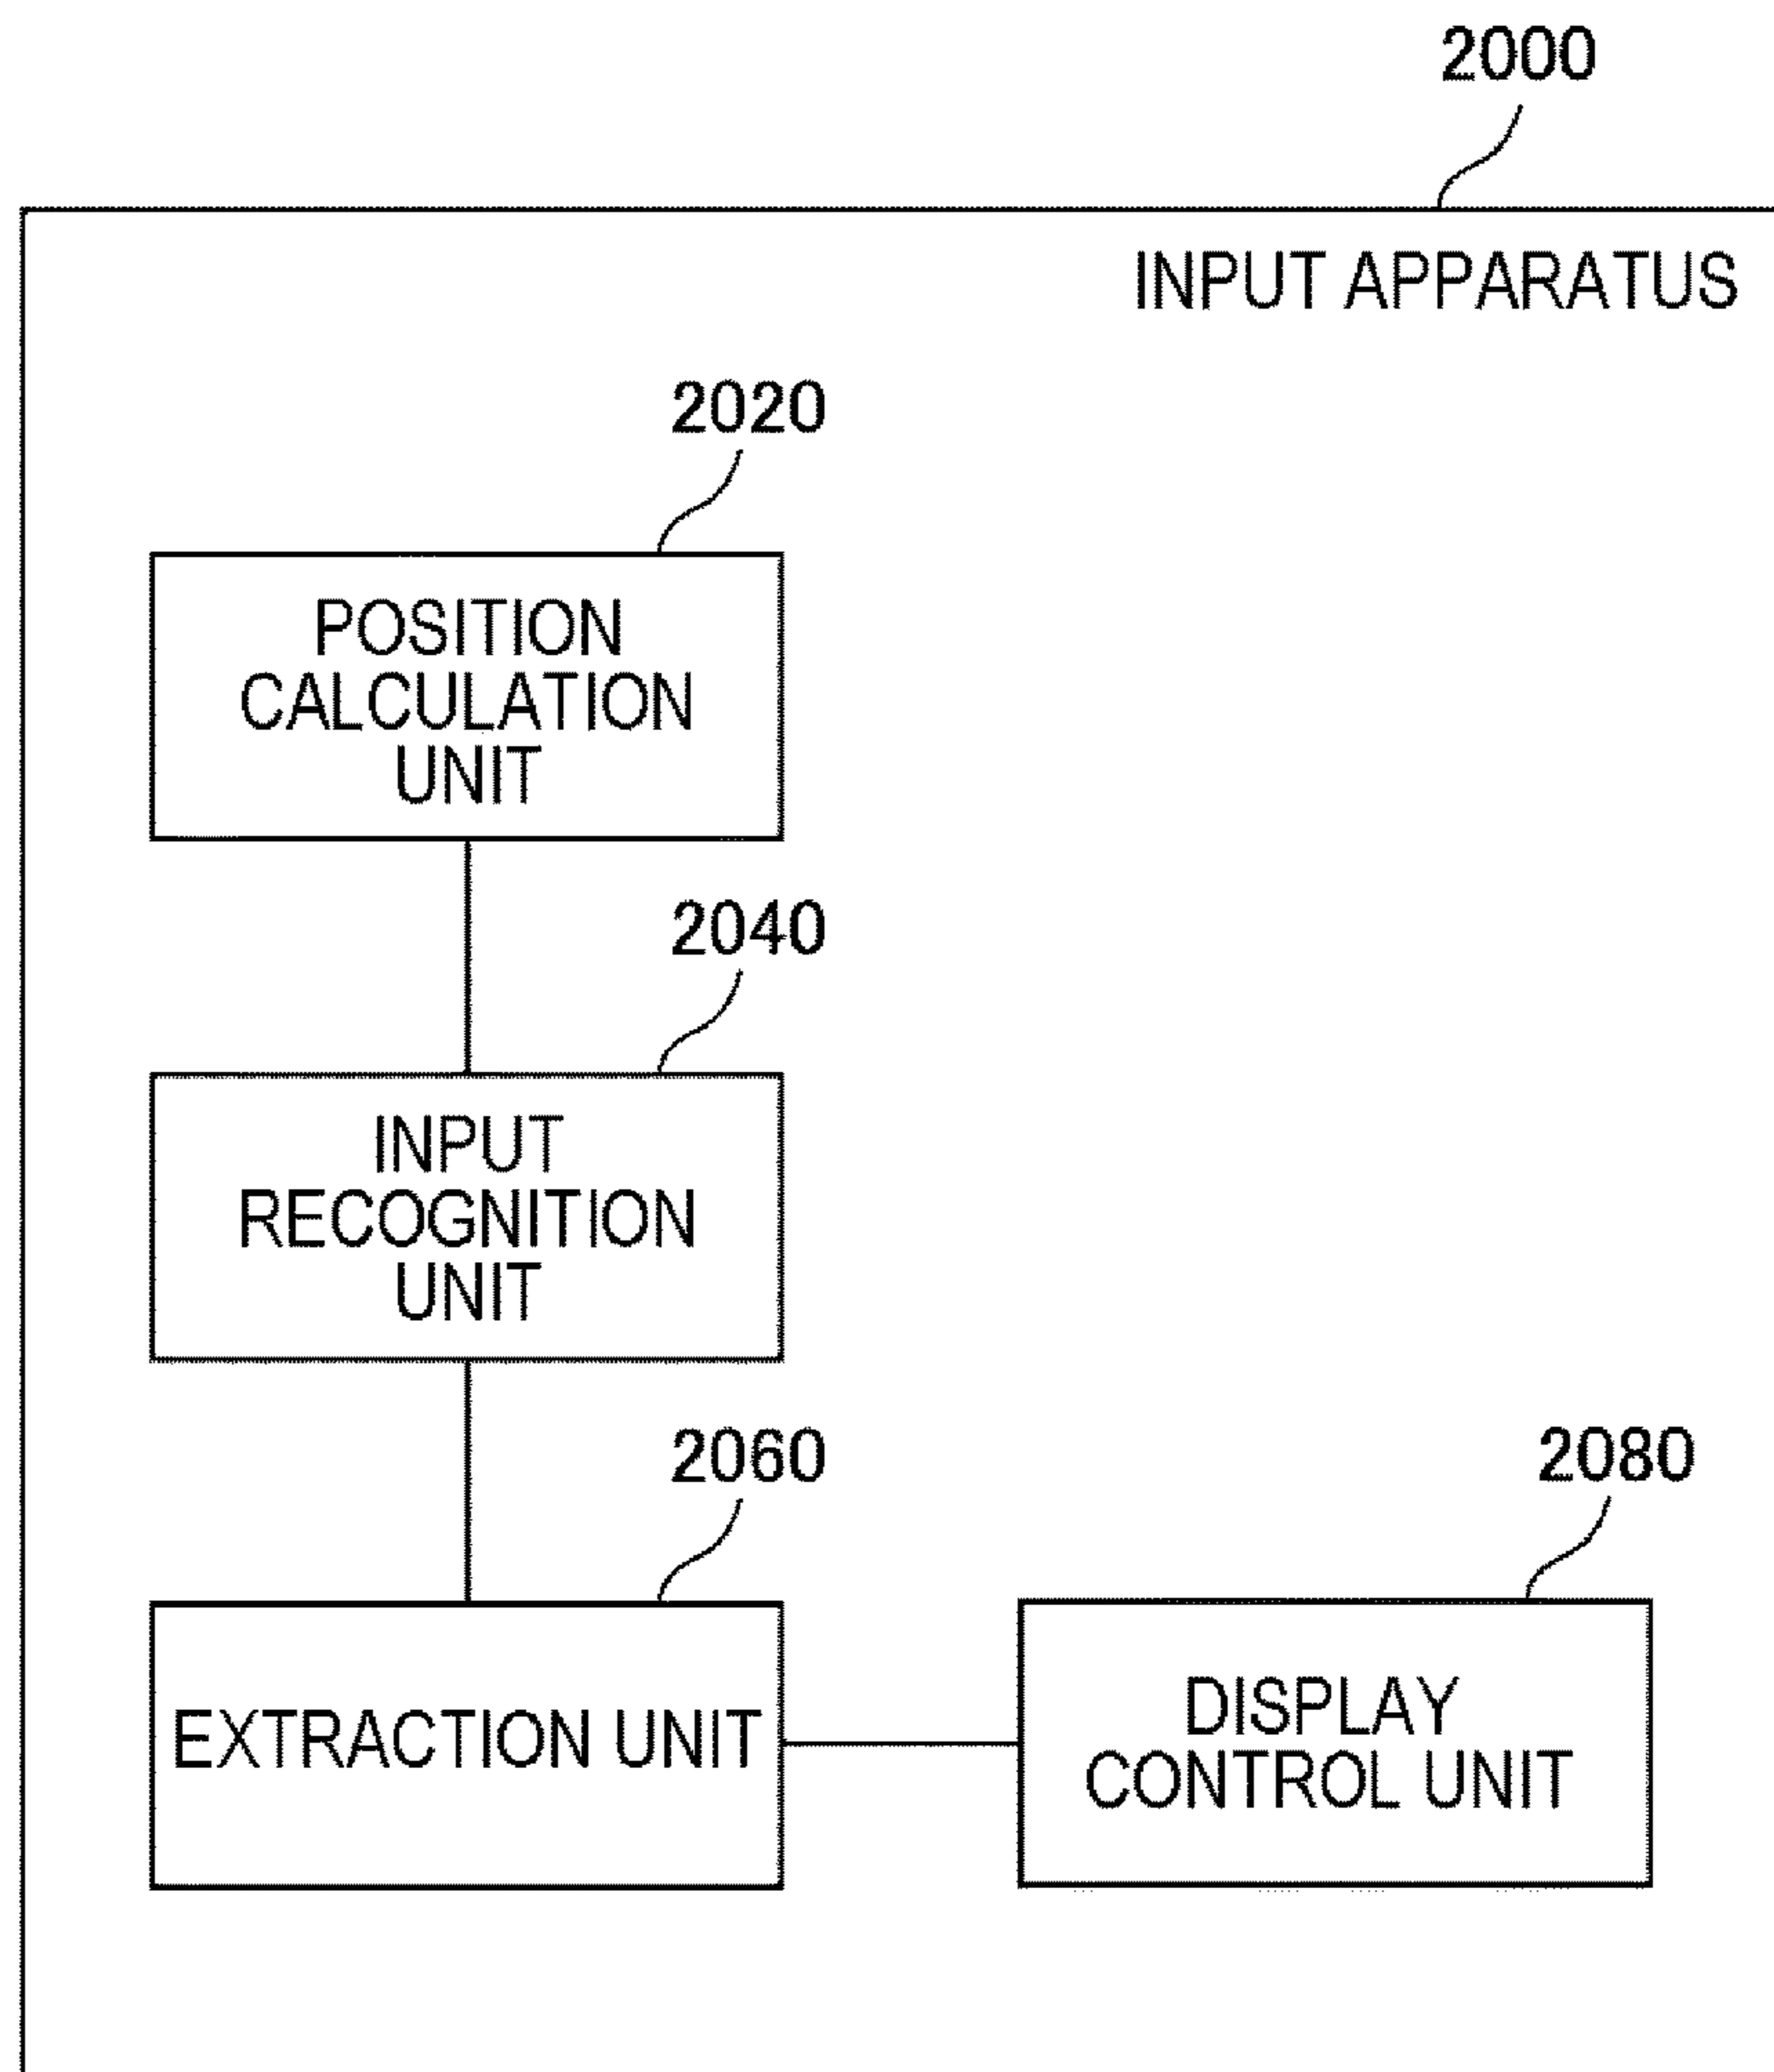 2000
INPUT APPARATUS
2020
POSITION
CALCULATION
UNIT
2040
INPUT
RECOGNITION
UNIT
2060
EXTRACTION UNIT
2080
DISPLAY
CONTROL UNIT